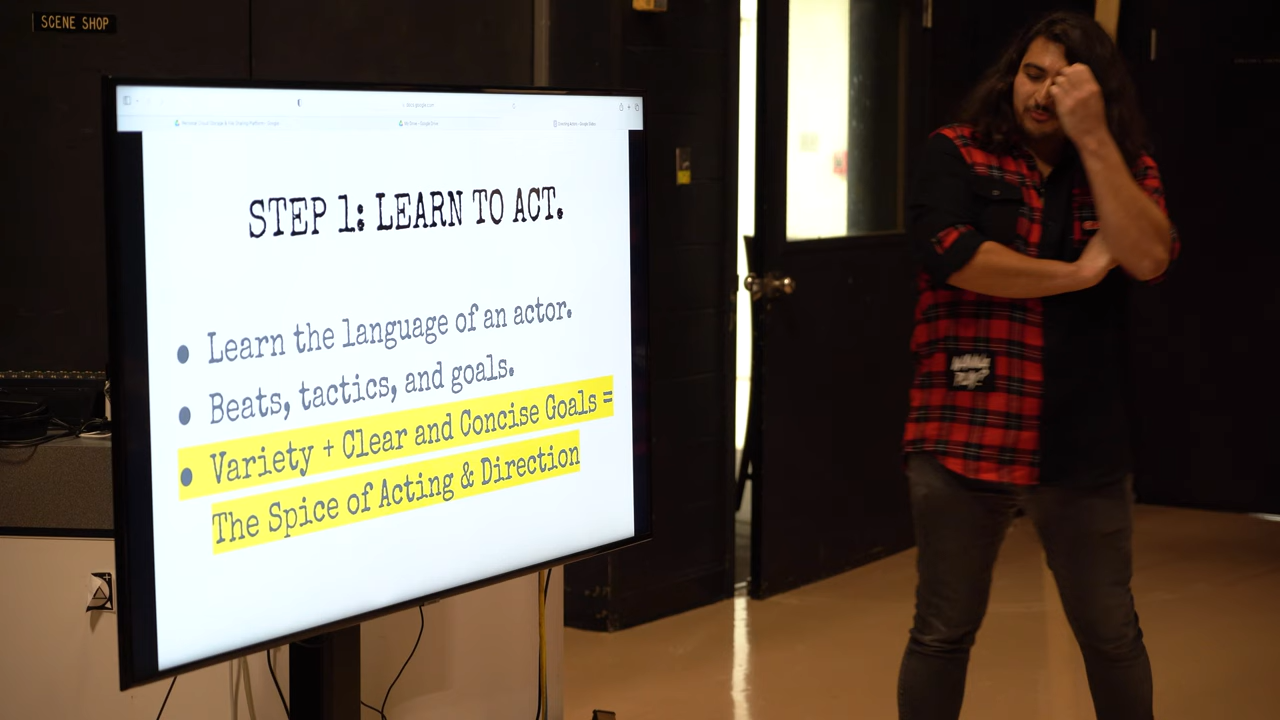 SCENE SHOP
STEP 1: LEARN TO ACT.
● Learn the language of an actor.
● Beats, tactics, and goals.
● Variety + Clear and Concise Goals =
The Spice of Acting & Direction